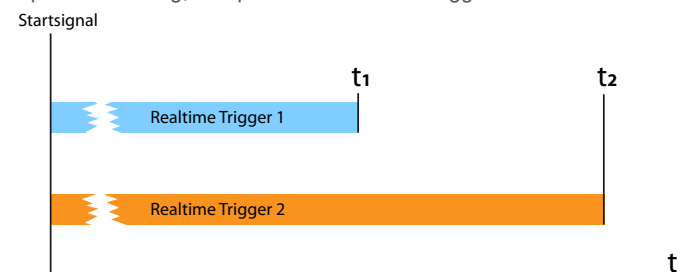 Startsignal
t1
t2
Realtime Trigger 1
Realtime Trigger 2
t